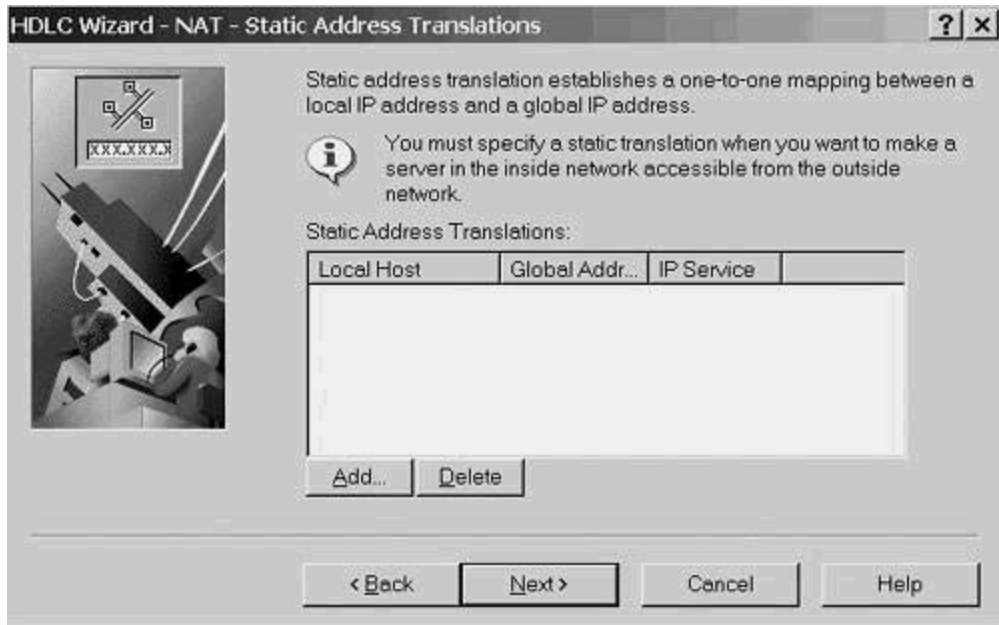 HDLC Wizard - NAT - Static Address Translations
Static address translation establishes a one-to-one mapping between a
local IP address and a global IP address.
XXX.XXX.X
You must specify a static translation when you want to make a
server in the inside network accessible from the outside
network.
Static Address Translations:
Local Host Global Addr... IP Service
Add... Delete
< Back Next > Cancel Help